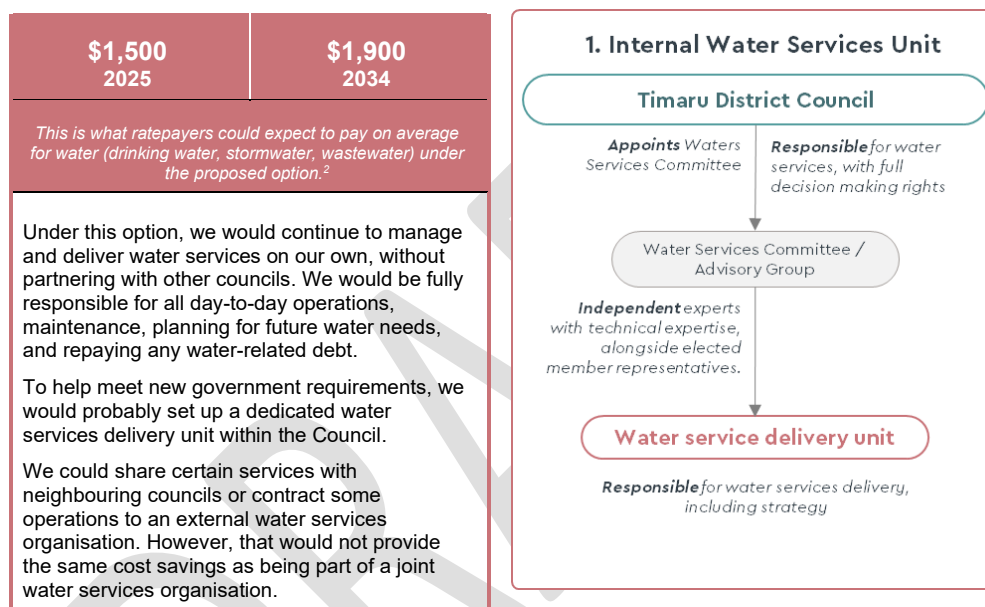 $1,500
2025
$1,900
2034
This is what ratepayers could expect to pay on average
for water (drinking water, stormwater, wastewater) under
the proposed option.2
Under this option, we would continue to manage
and deliver water services on our own, without
partnering with other councils. We would be fully
responsible for all day-to-day operations,
maintenance, planning for future water needs,
and repaying any water-related debt.
To help meet new government requirements, we
would probably set up a dedicated water
services delivery unit within the Council.
We could share certain services with
neighbouring councils or contract some
operations to an external water services
organisation. However, that would not provide
the same cost savings as being part of a joint
water services organisation.
1. Internal Water Services Unit
Timaru District Council
Appoints Waters
Services Committee
Responsible for water
services, with full
decision making rights
Water Services Committee /
Advisory Group
Independent experts
with technical expertise,
alongside elected
member representatives.
Water service delivery unit
Responsible for water services delivery,
including strategy